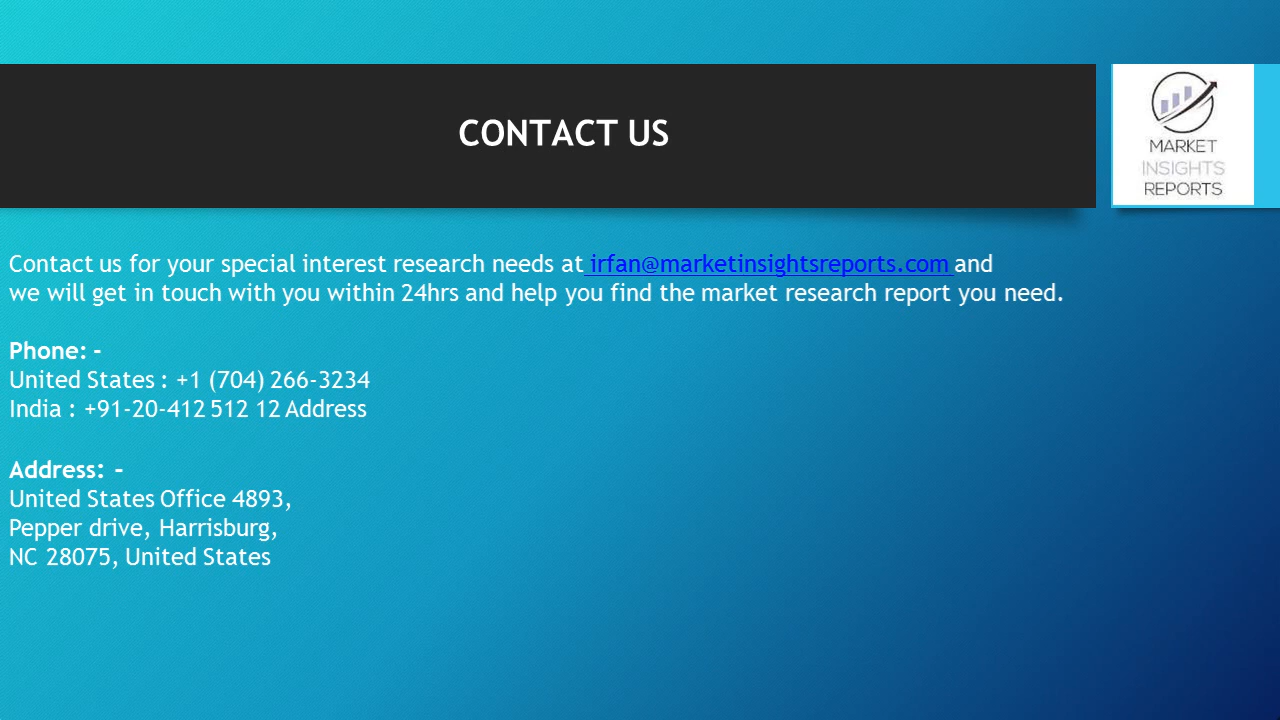 CONTACT US
MARKET
INSIGHTS
REPORTS
Contact us for your special interest research needs at irfan@marketinsightsreports.com and
we will get in touch with you within 24hrs and help you find the market research report you need.
Phone: -
United States : +1 (704) 266-3234
India : +91-20-412 512 12 Address
Address: -
United States Office 4893,
Pepper drive, Harrisburg,
NC 28075, United States